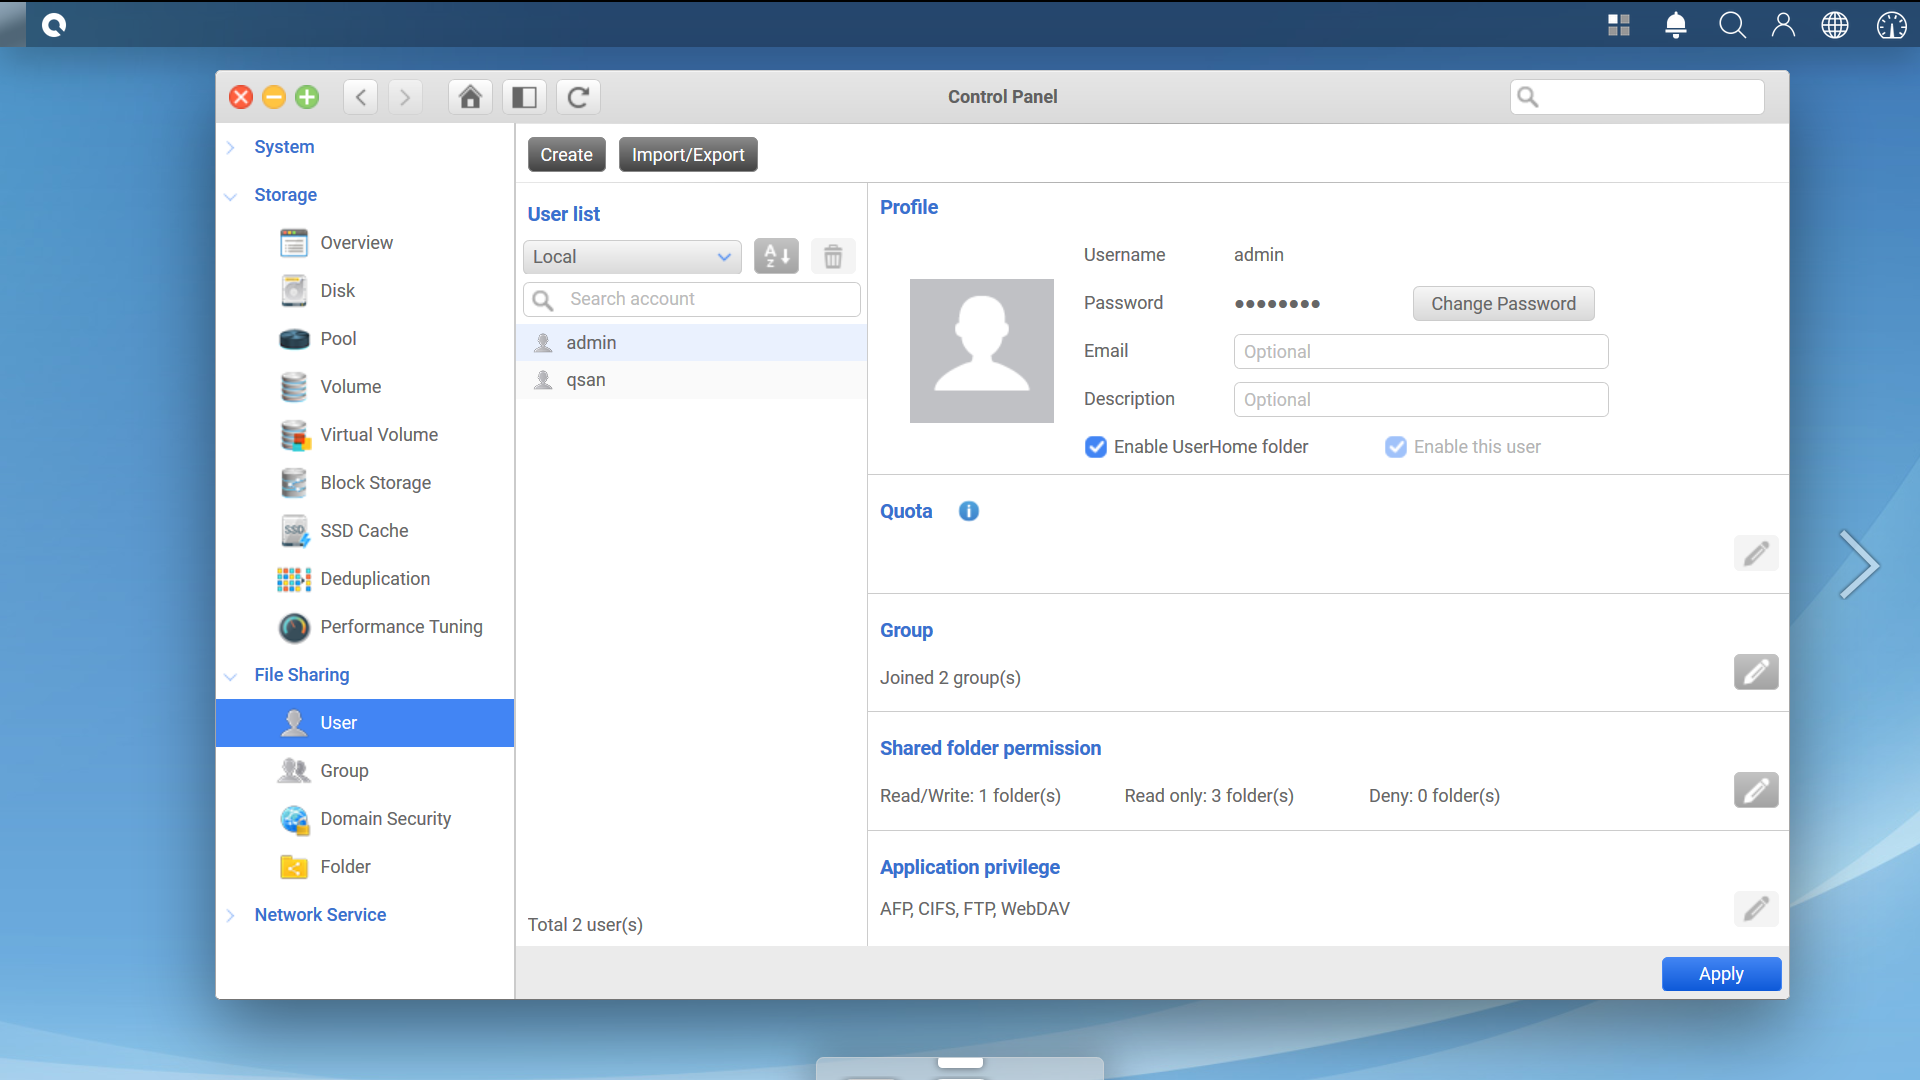 Control Panel
System
Storage
Overview
Disk
Pool
Volume
Virtual Volume
Block Storage
SSD Cache
Deduplication
Performance Tuning
File Sharing
User
Group
Domain Security
Folder
Network Service
Create
Import/Export
User list
Local
A
Z
Search account
admin
qsan
Total 2 user(s)
Profile
Username admin
Password ●●●●●●●● Change Password
Email Optional
Description Optional
Enable UserHome folder Enable this user
Quota
Group
Joined 2 group(s)
Shared folder permission
Read/Write: 1 folder(s) Read only: 3 folder(s) Deny: 0 folder(s)
Application privilege
AFP, CIFS, FTP, WebDAV
Apply